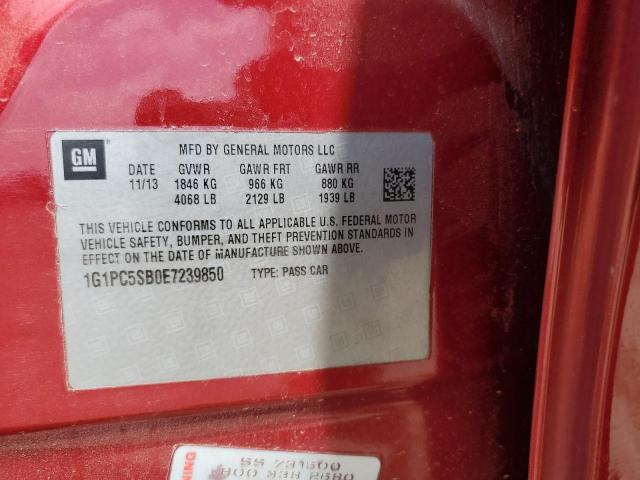 GM
MFD BY GENERAL MOTORS LLC
DATE GVWR GAWR FRT GAWR RR
11/13 1846 KG 966 KG 880 KG
4068 LB 2129 LB 1939 LB
THIS VEHICLE CONFORMS TO ALL APPLICABLE U.S. FEDERAL MOTOR
VEHICLE SAFETY, BUMPER, AND THEFT PREVENTION STANDARDS IN
EFFECT ON THE DATE OF MANUFACTURE SHOWN ABOVE.
1G1PC5SB0E7239850 TYPE: PASS CAR